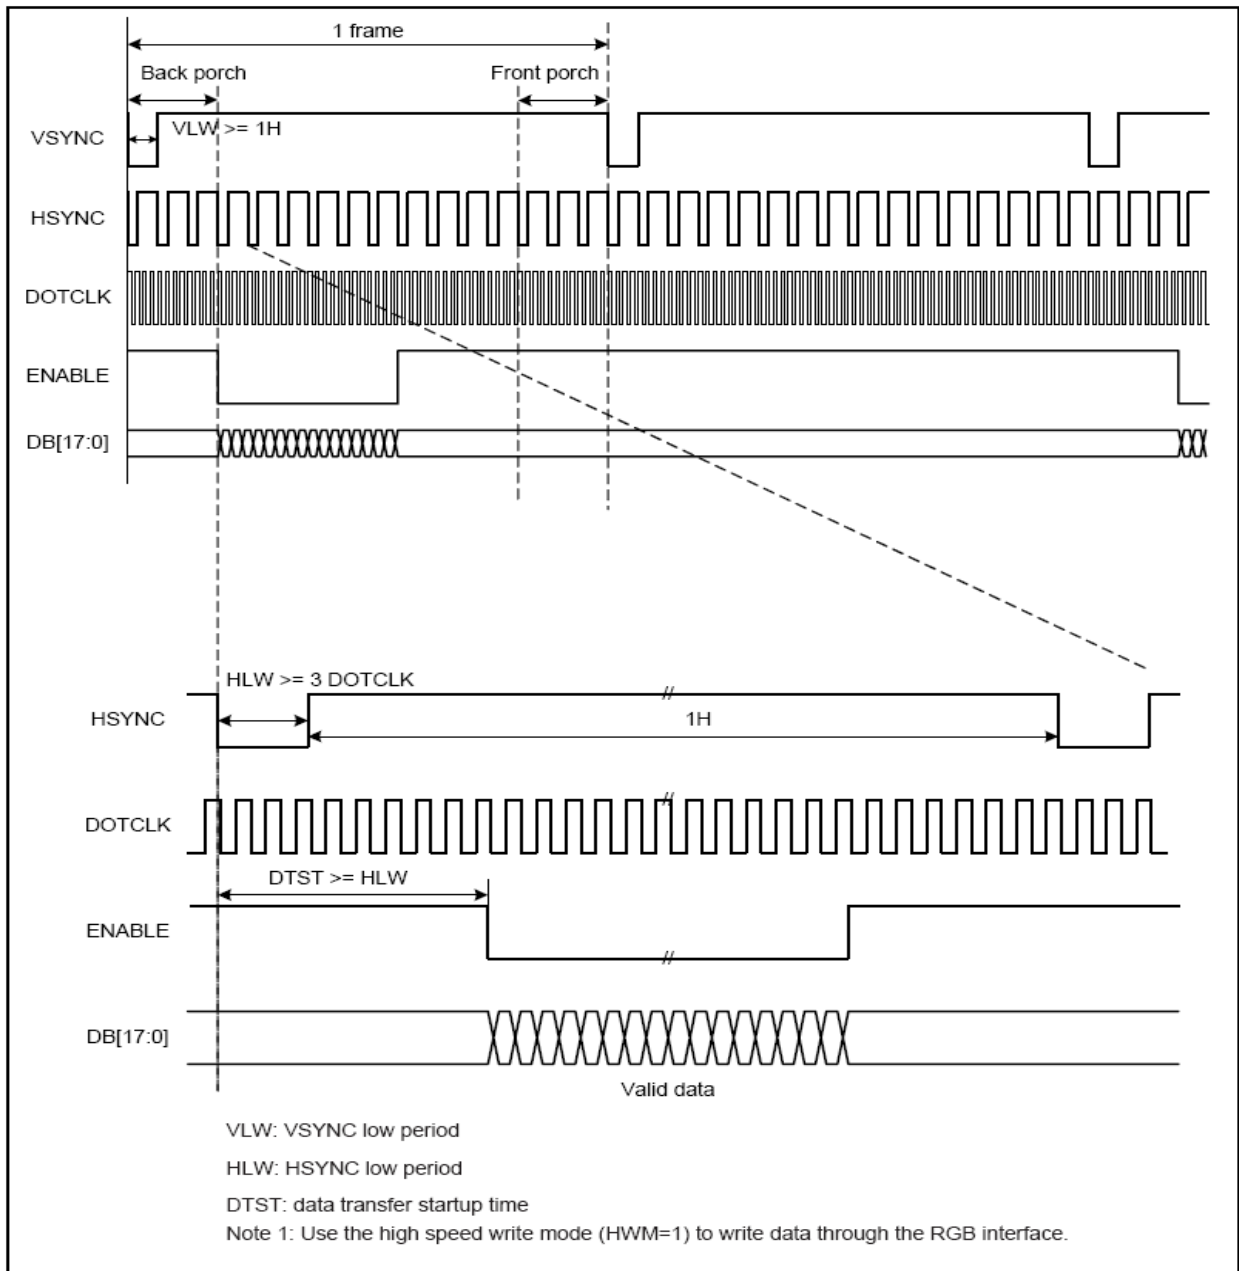 1 frame
Back porch
Front porch
VLW >= 1H
VSYNC
HSYNC
DOTCLK
ENABLE
DB[17:0]
HLW >= 3 DOTCLK
//
HSYNC
1H
//
DOTCLK
DTST >= HLW
ENABLE
//
DB[17:0]
Valid data
VLW: VSYNC low period
HLW: HSYNC low period
DTST: data transfer startup time
Note 1: Use the high speed write mode (HWM=1) to write data through the RGB interface.